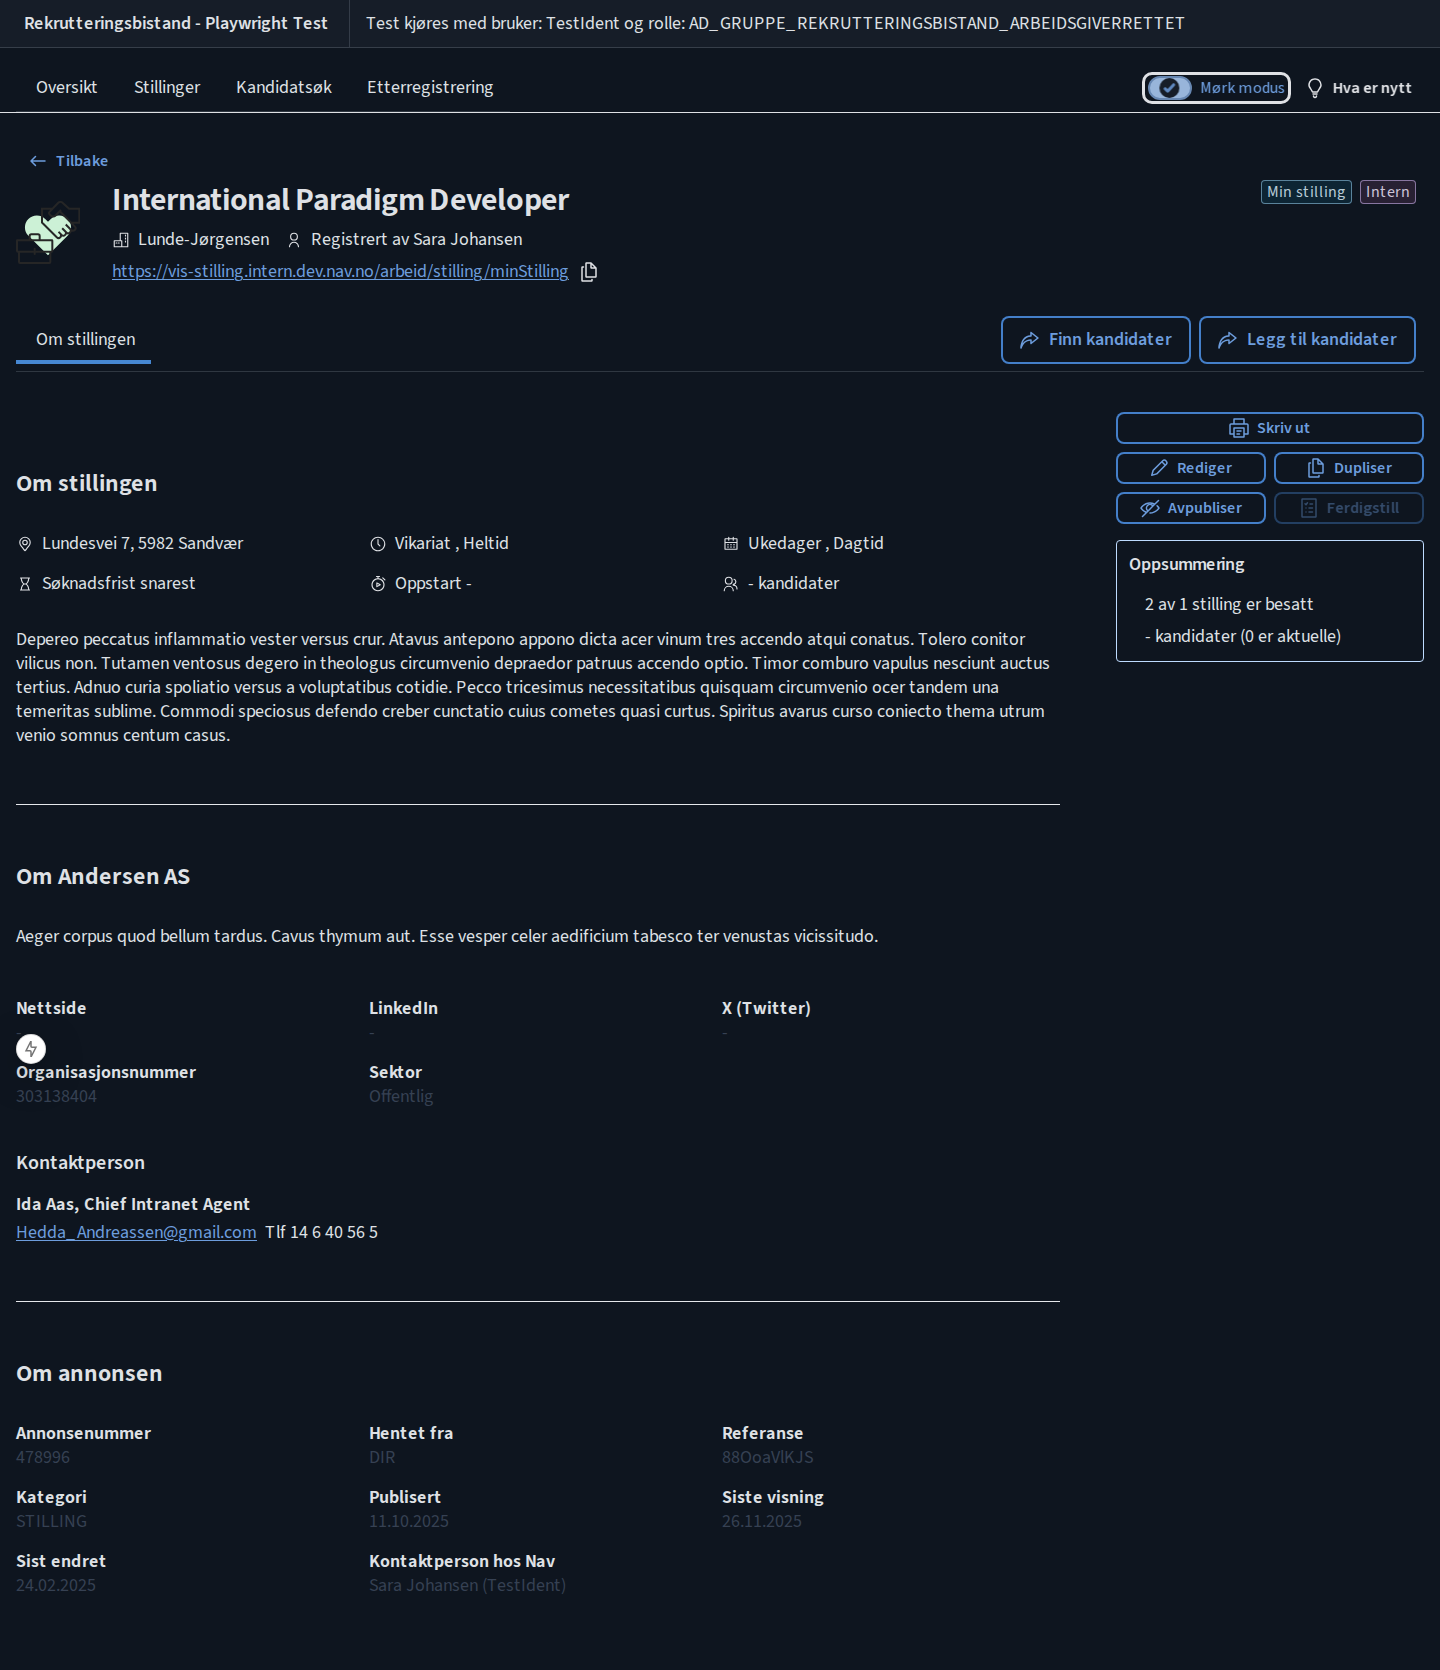 Rekrutteringsbistand - Playwright Test
Test kjøres med bruker: TestIdent og rolle: AD_GRUPPE_REKRUTTERINGSBISTAND_ARBEIDSGIVERRETTET
Oversikt
Stillinger
Kandidatsøk
Etterregistrering
Mørk modus
Hva er nytt
Tilbake
International Paradigm Developer
Min stilling
Intern
Lunde-Jørgensen
Registrert av Sara Johansen
https://vis-stilling.intern.dev.nav.no/arbeid/stilling/minStilling
Om stillingen
Finn kandidater
Legg til kandidater
Skriv ut
Rediger
Dupliser
Avpubliser
Ferdigstill
Oppsummering
2 av 1 stilling er besatt
- kandidater (0 er aktuelle)
Om stillingen
Lundesvei 7, 5982 Sandvær
Vikariat , Heltid
Ukedager , Dagtid
Søknadsfrist snarest
Oppstart -
- kandidater
Depereo peccatus inflammatio vester versus crur. Atavus antepono appono dicta acer vinum tres accendo atqui conatus. Tolero conitor
vilicus non. Tutamen ventosus degero in theologus circumvenio depraedor patruus accendo optio. Timor comburo vapulus nesciunt auctus
tertius. Adnuo curia spoliatio versus a voluptatibus cotidie. Pecco tricesimus necessitatibus quisquam circumvenio ocer tandem una
temeritas sublime. Commodi speciosus defendo creber cunctatio cuius cometes quasi curtus. Spiritus avarus curso coniecto thema utrum
venio somnus centum casus.
Om Andersen AS
Aeger corpus quod bellum tardus. Cavus thymum aut. Esse vesper celer aedificium tabesco ter venustas vicissitudo.
Nettside
LinkedIn
X (Twitter)
-
-
-
Organisasjonsnummer
Sektor
303138404
Offentlig
Kontaktperson
Ida Aas, Chief Intranet Agent
Hedda_Andreassen@gmail.com Tlf 14 6 40 56 5
Om annonsen
Annonsenummer
Hentet fra
Referanse
478996
DIR
88OoaVlKJS
Kategori
Publisert
Siste visning
STILLING
11.10.2025
26.11.2025
Sist endret
Kontaktperson hos Nav
24.02.2025
Sara Johansen (TestIdent)